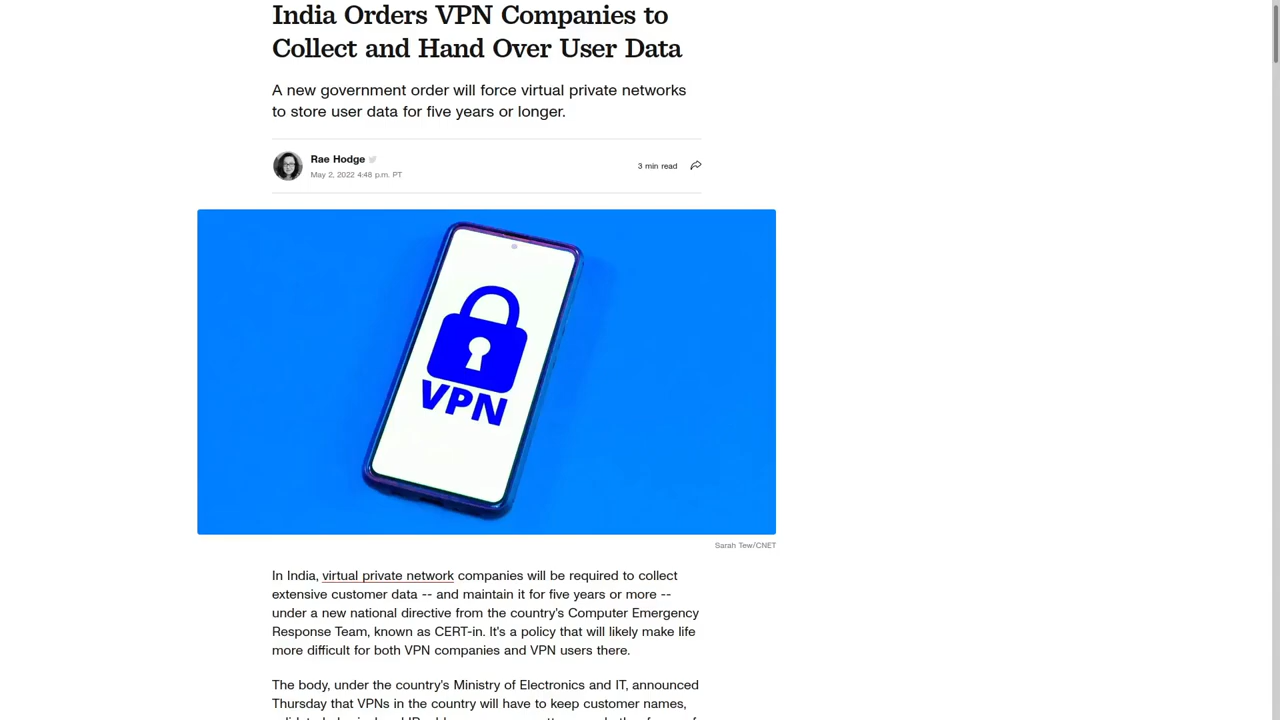 India Orders VPN Companies to
Collect and Hand Over User Data
A new government order will force virtual private networks
to store user data for five years or longer.
Rae Hodge
May 2, 2022 4:48 p.m. PT
3 min read
VPN
Sarah Tew/CNET
In India, virtual private network companies will be required to collect
extensive customer data -- and maintain it for five years or more --
under a new national directive from the country's Computer Emergency
Response Team, known as CERT-in. It's a policy that will likely make life
more difficult for both VPN companies and VPN users there.
The body, under the country's Ministry of Electronics and IT, announced
Thursday that VPNs in the country will have to keep customer names,